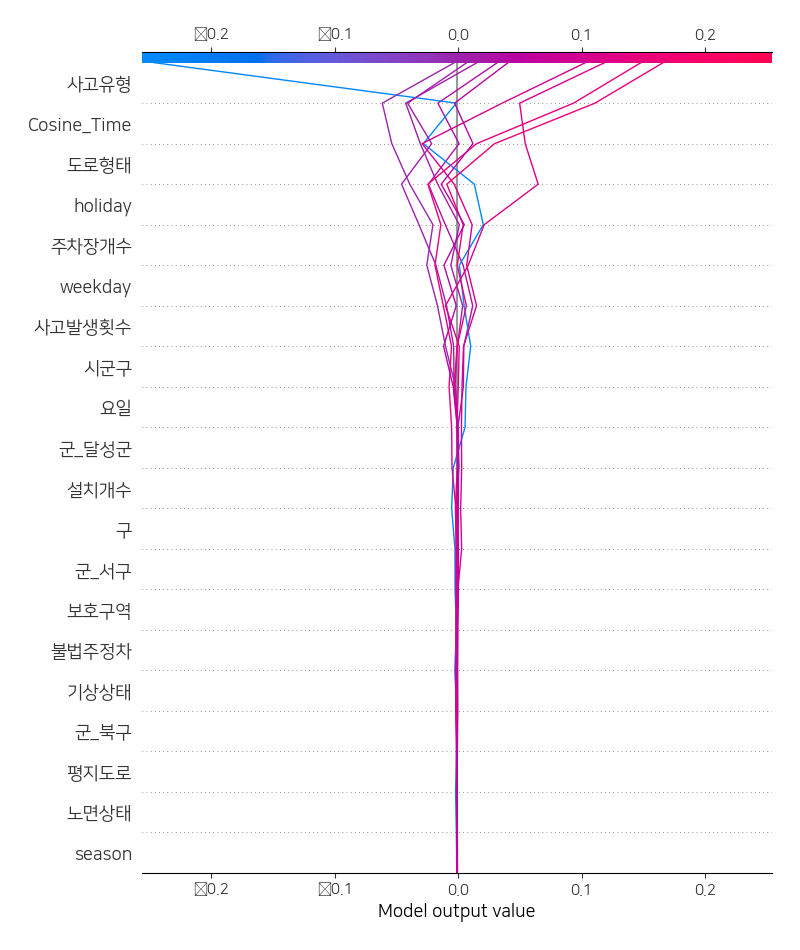 ☒0.2 ☒0.1 0.0 0.1 0.2
사고유형
Cosine_Time
도로형태
holiday
주차장개수
weekday
사고발생횟수
시군구
요일
군_달성군
설치개수
구
군_서구
보호구역
불법주정차
기상상태
군_북구
평지도로
노면상태
season
☒0.2 ☒0.1 0.0 0.1 0.2
Model output value